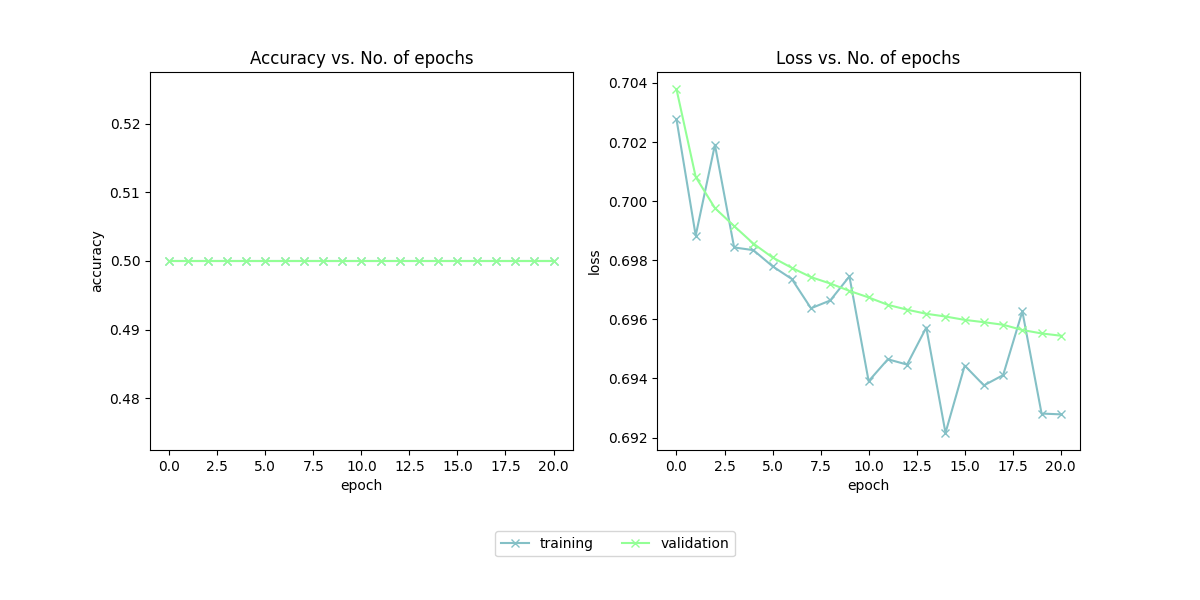 Accuracy vs. No. of epochs
0.52
0.51
0.50
0.49
0.48
accuracy
0.0 2.5 5.0 7.5 10.0 12.5 15.0 17.5 20.0
epoch
Loss vs. No. of epochs
0.704
0.702
0.700
0.698
0.696
0.694
0.692
loss
0.0 2.5 5.0 7.5 10.0 12.5 15.0 17.5 20.0
epoch
training validation